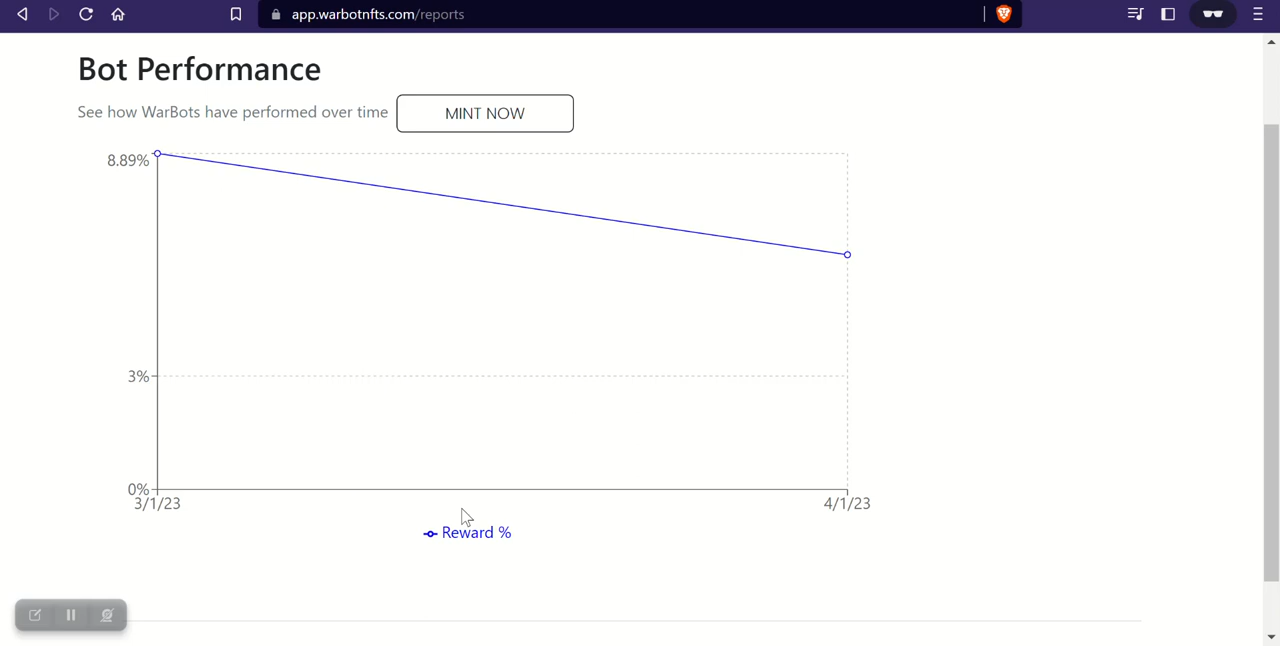 app.warbotnfts.com/reports
Bot Performance
See how WarBots have performed over time
MINT NOW
8.89%
3%
0%
3/1/23
4/1/23
Reward %